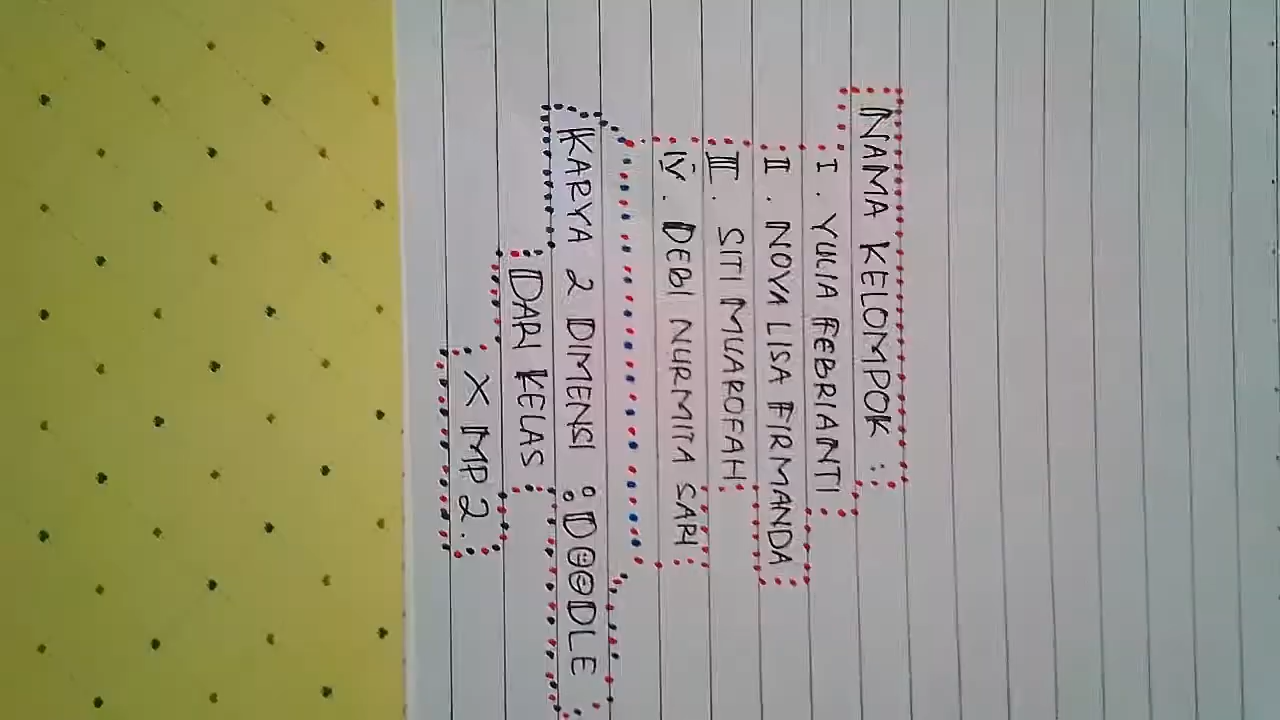 NAMA KELOMPOK :
I. YULIA FEBRIANTI
II. NOVA LISA FIRMANDA
III. SITI MUAROFAH
IV. DEBI NURMITA SARI
KARYA 2 DIMENSI : DOODLE
DARI KELAS
X MP 2.